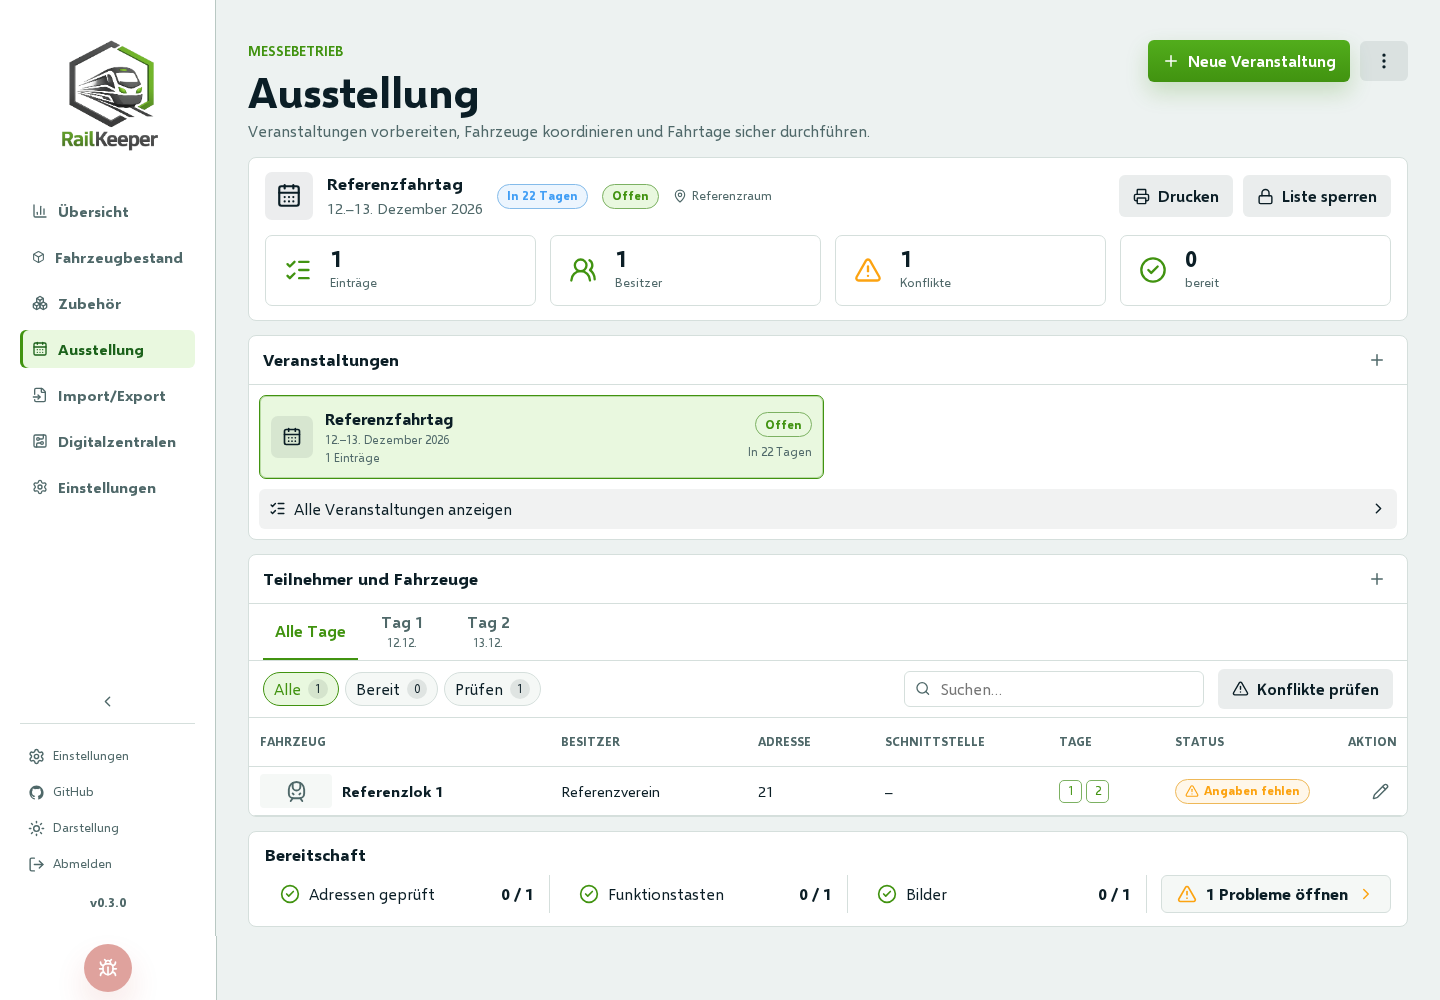 RailKeeper
Übersicht
Fahrzeugbestand
Zubehör
Ausstellung
Import/Export
Digitalzentralen
Einstellungen
Einstellungen
GitHub
Darstellung
Abmelden
v0.3.0
MESSEBETRIEB
Ausstellung
Veranstaltungen vorbereiten, Fahrzeuge koordinieren und Fahrtage sicher durchführen.
Neue Veranstaltung
Referenzfahrtag
12.–13. Dezember 2026
In 22 Tagen
Offen
Referenzraum
Drucken
Liste sperren
1
Einträge
1
Besitzer
1
Konflikte
0
bereit
Veranstaltungen
Referenzfahrtag
12.–13. Dezember 2026
1 Einträge
Offen
In 22 Tagen
Alle Veranstaltungen anzeigen
Teilnehmer und Fahrzeuge
Alle Tage
Tag 1
12.12.
Tag 2
13.12.
Alle 1
Bereit 0
Prüfen 1
Suchen...
Konflikte prüfen
FAHRZEUG BESITZER ADRESSE SCHNITTSTELLE TAGE STATUS AKTION
Referenzlok 1 Referenzverein 21 – 1 2 Angaben fehlen
Bereitschaft
Adressen geprüft 0 / 1
Funktionstasten 0 / 1
Bilder 0 / 1
1 Probleme öffnen